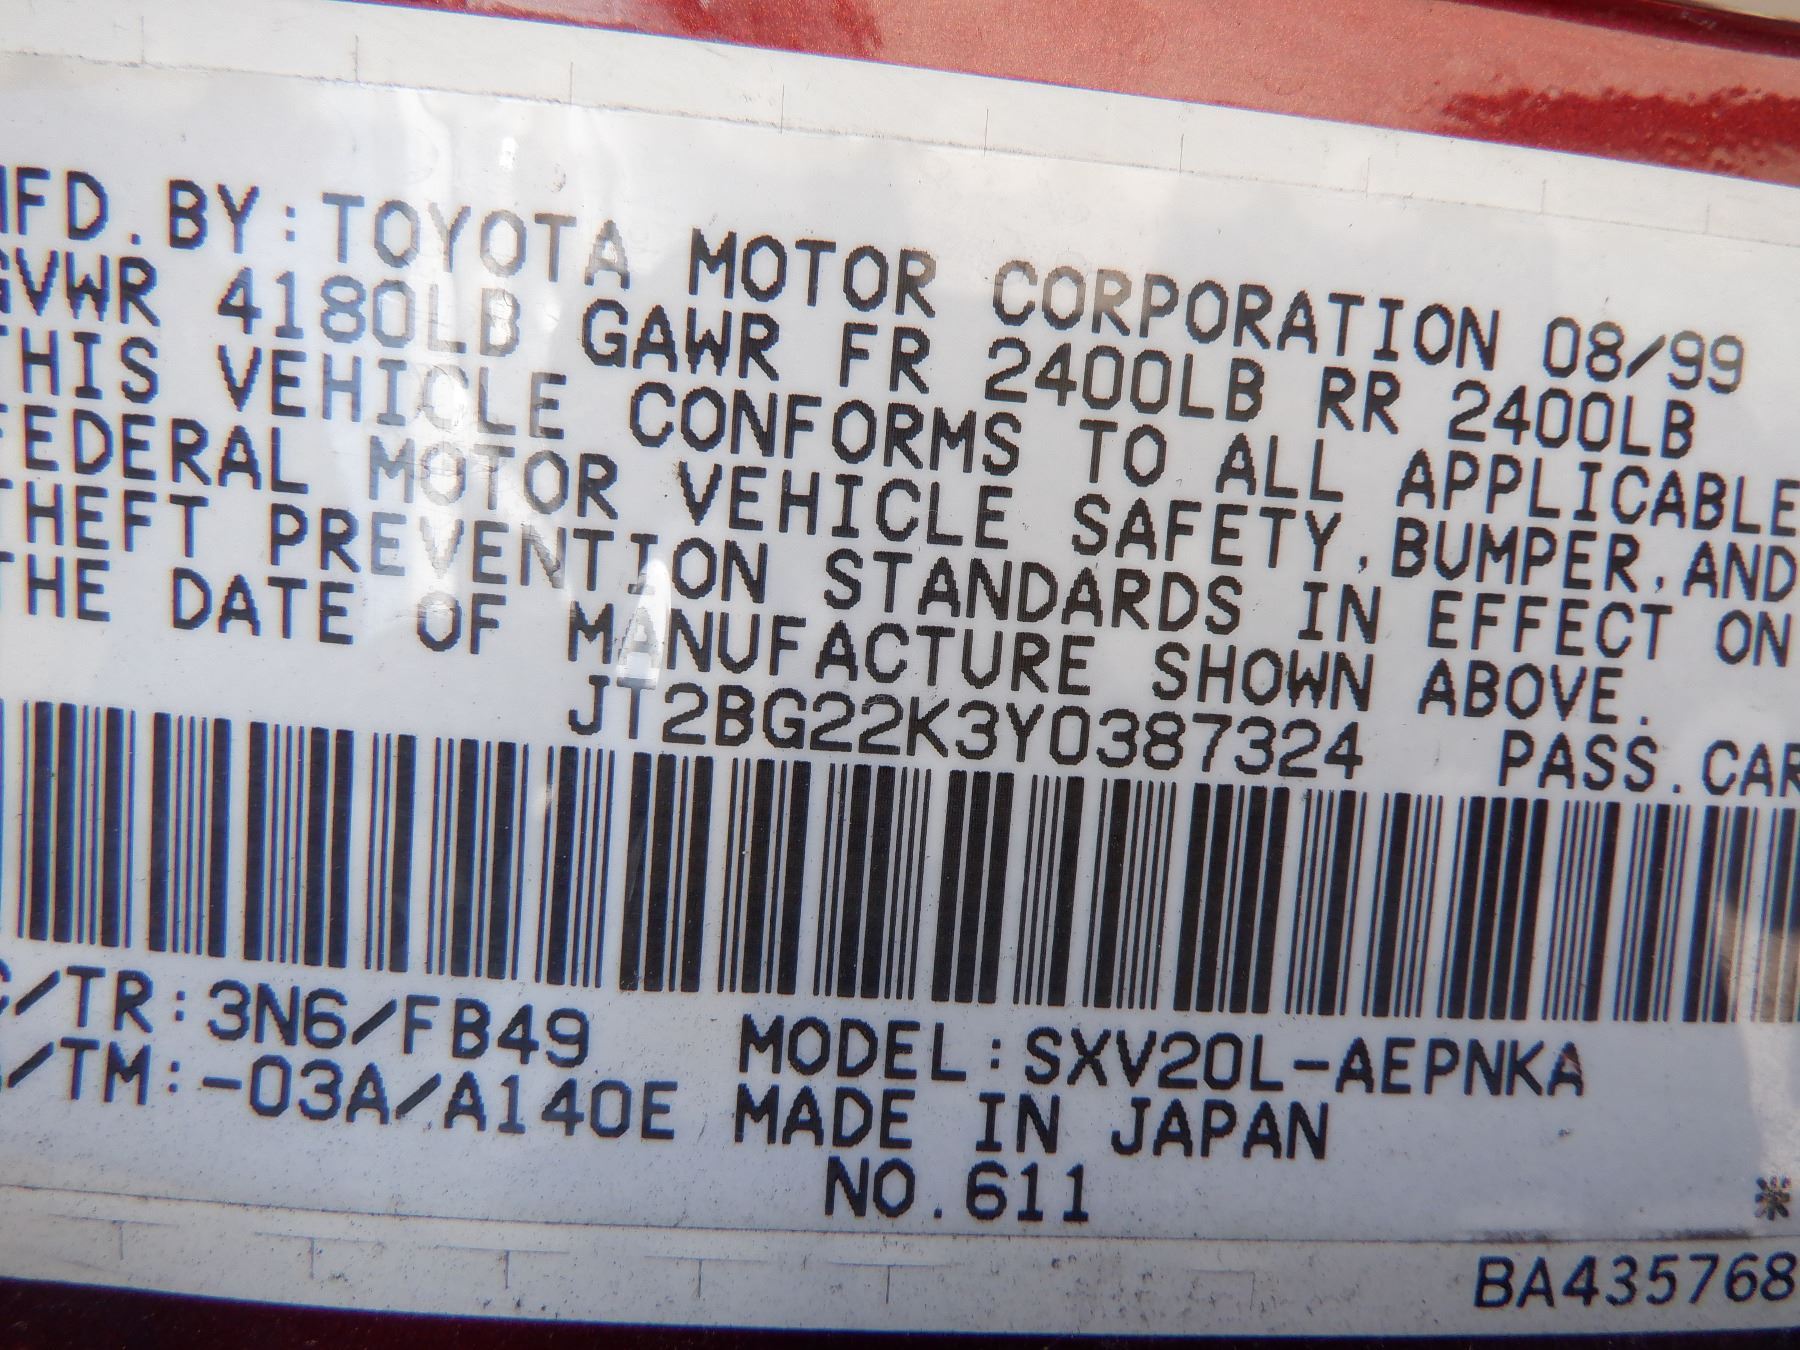 MFD. BY: TOYOTA MOTOR CORPORATION 08/99
GVWR 4180LB GAWR FR 2400LB RR 2400LB
THIS VEHICLE CONFORMS TO ALL APPLICABLE
FEDERAL MOTOR VEHICLE SAFETY, BUMPER, AND
THEFT PREVENTION STANDARDS IN EFFECT ON
THE DATE OF MANUFACTURE SHOWN ABOVE.
JT2BG22K3Y0387324 PASS. CAR
C/TR: 3N6/FB49 MODEL: SXV20L-AEPNKA
/TM: -03A/A140E MADE IN JAPAN
NO. 611
*
BA435768